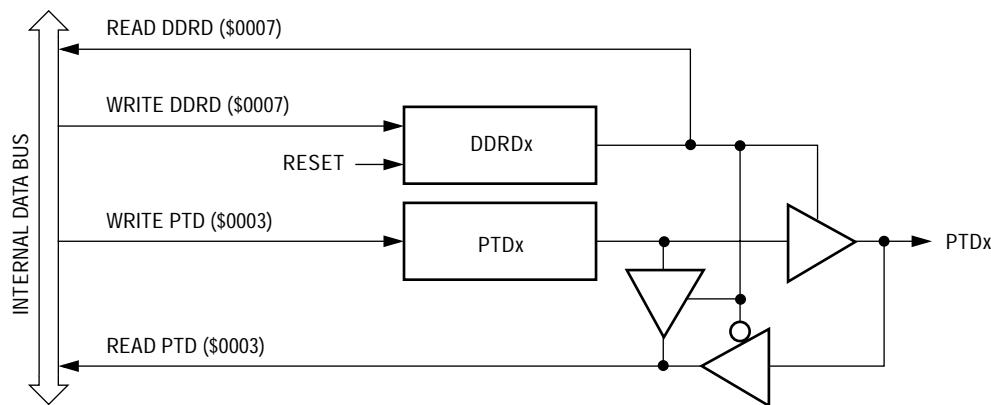 READ DDRD ($0007)
WRITE DDRD ($0007)
DDRDx
RESET
WRITE PTD ($0003)
PTDx
PTDx
READ PTD ($0003)
INTERNAL DATA BUS